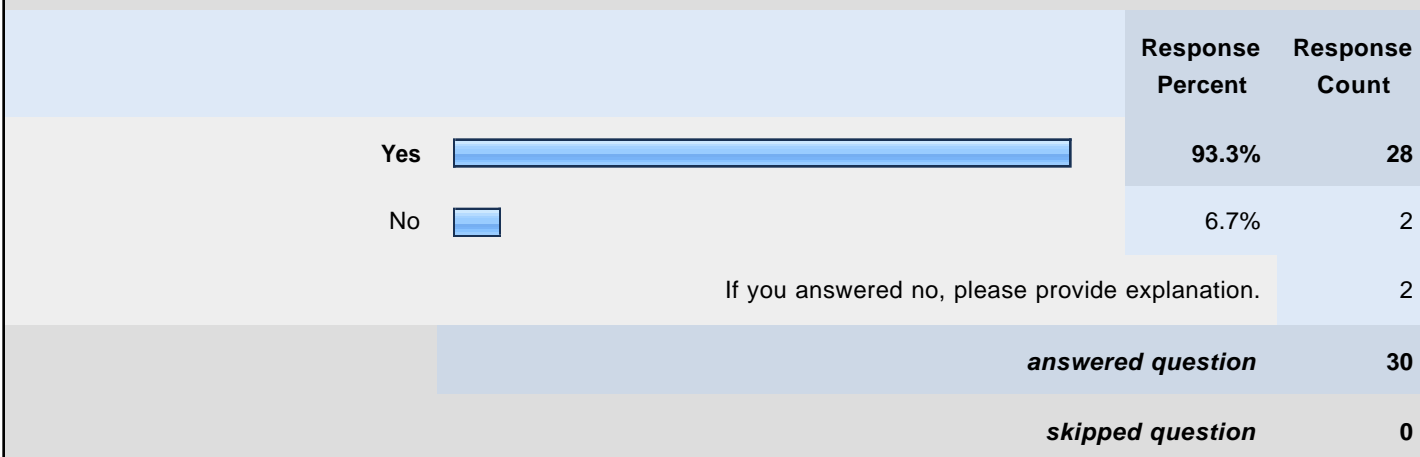 Response Response
Percent Count
Yes 93.3% 28
No 6.7% 2
If you answered no, please provide explanation. 2
answered question 30
skipped question 0